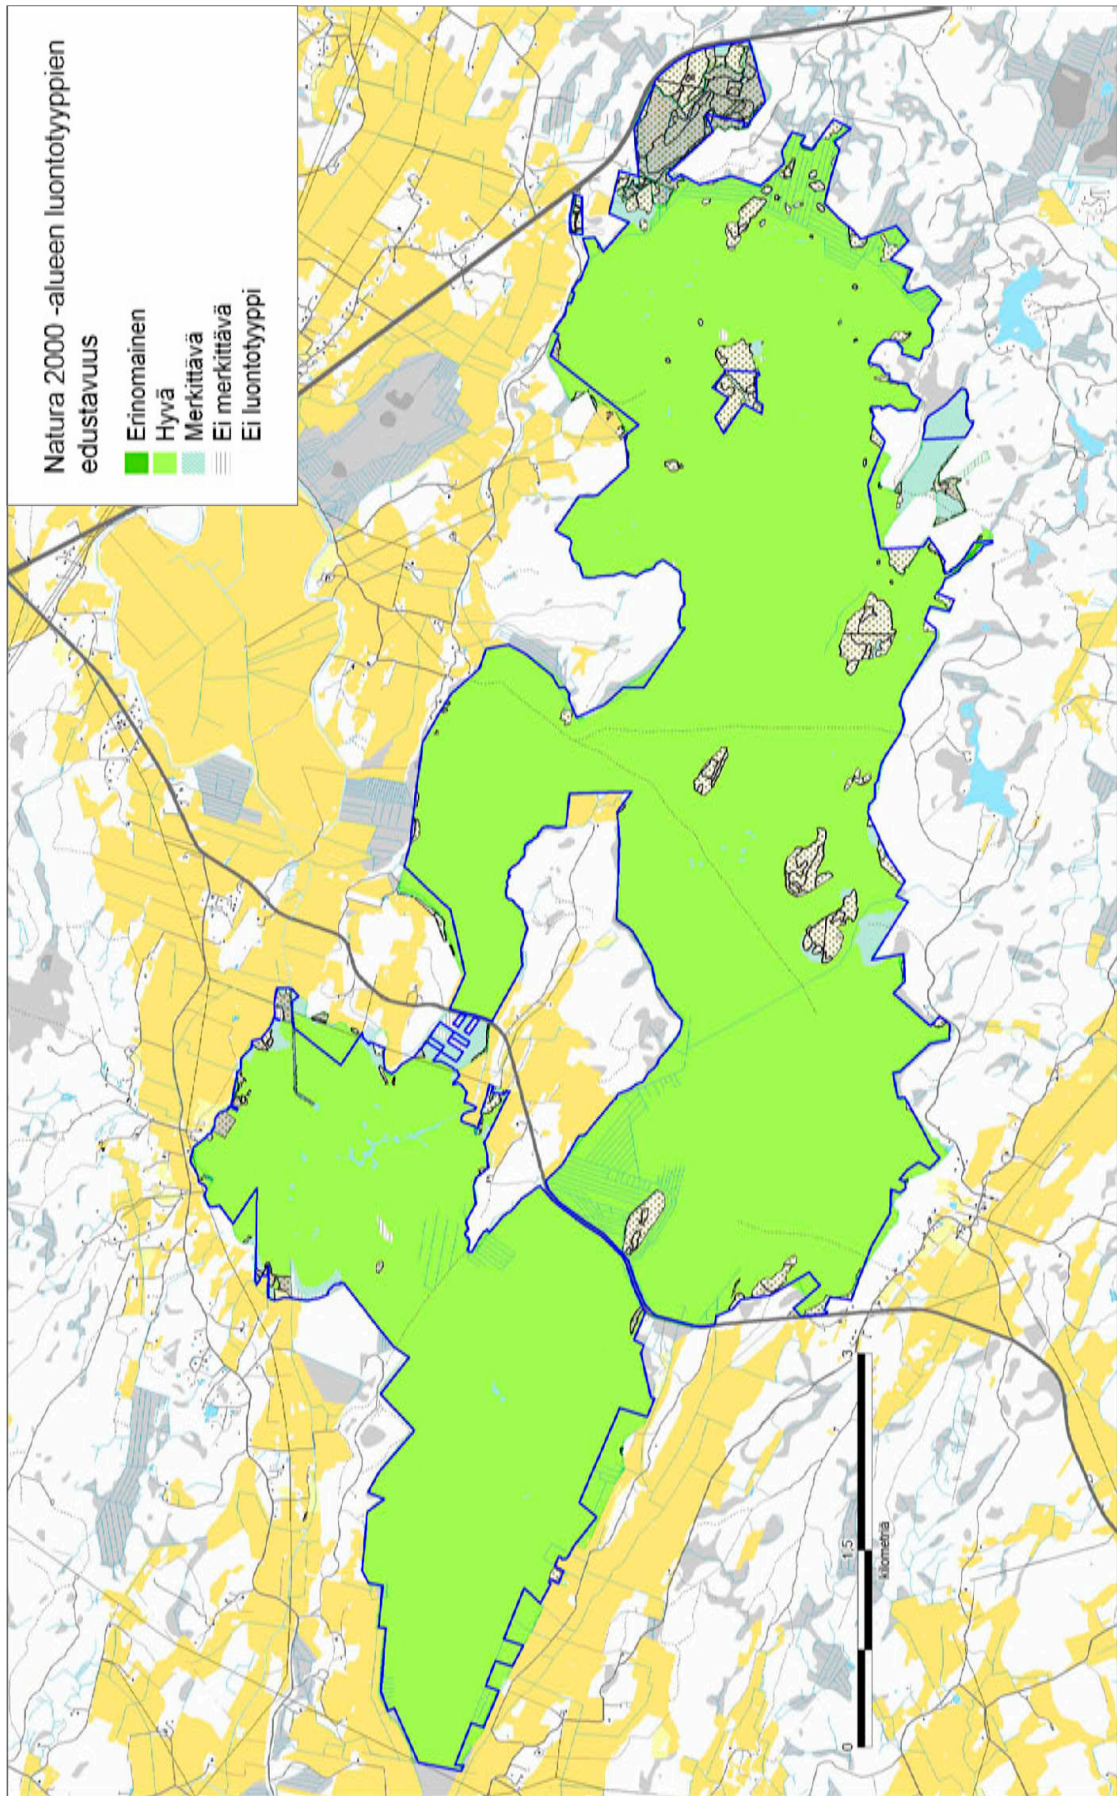 Natura 2000 -alueen luontotyyppien
edustavuus
Erinomainen
Hyvä
Merkittävä
Ei merkittävä
Ei luontotyyppi
0 1,5 3
kilometriä